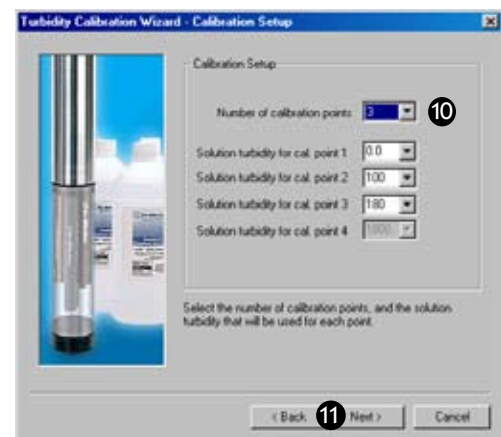 Turbidity Calibration Wizard - Calibration Setup
Calibration Setup
Number of calibration points 3 10
Solution turbidity for cal. point 1 0.0
Solution turbidity for cal. point 2 100
Solution turbidity for cal. point 3 180
Solution turbidity for cal. point 4
Select the number of calibration points, and the solution
turbidity that will be used for each point.
< Back 11 Next > Cancel